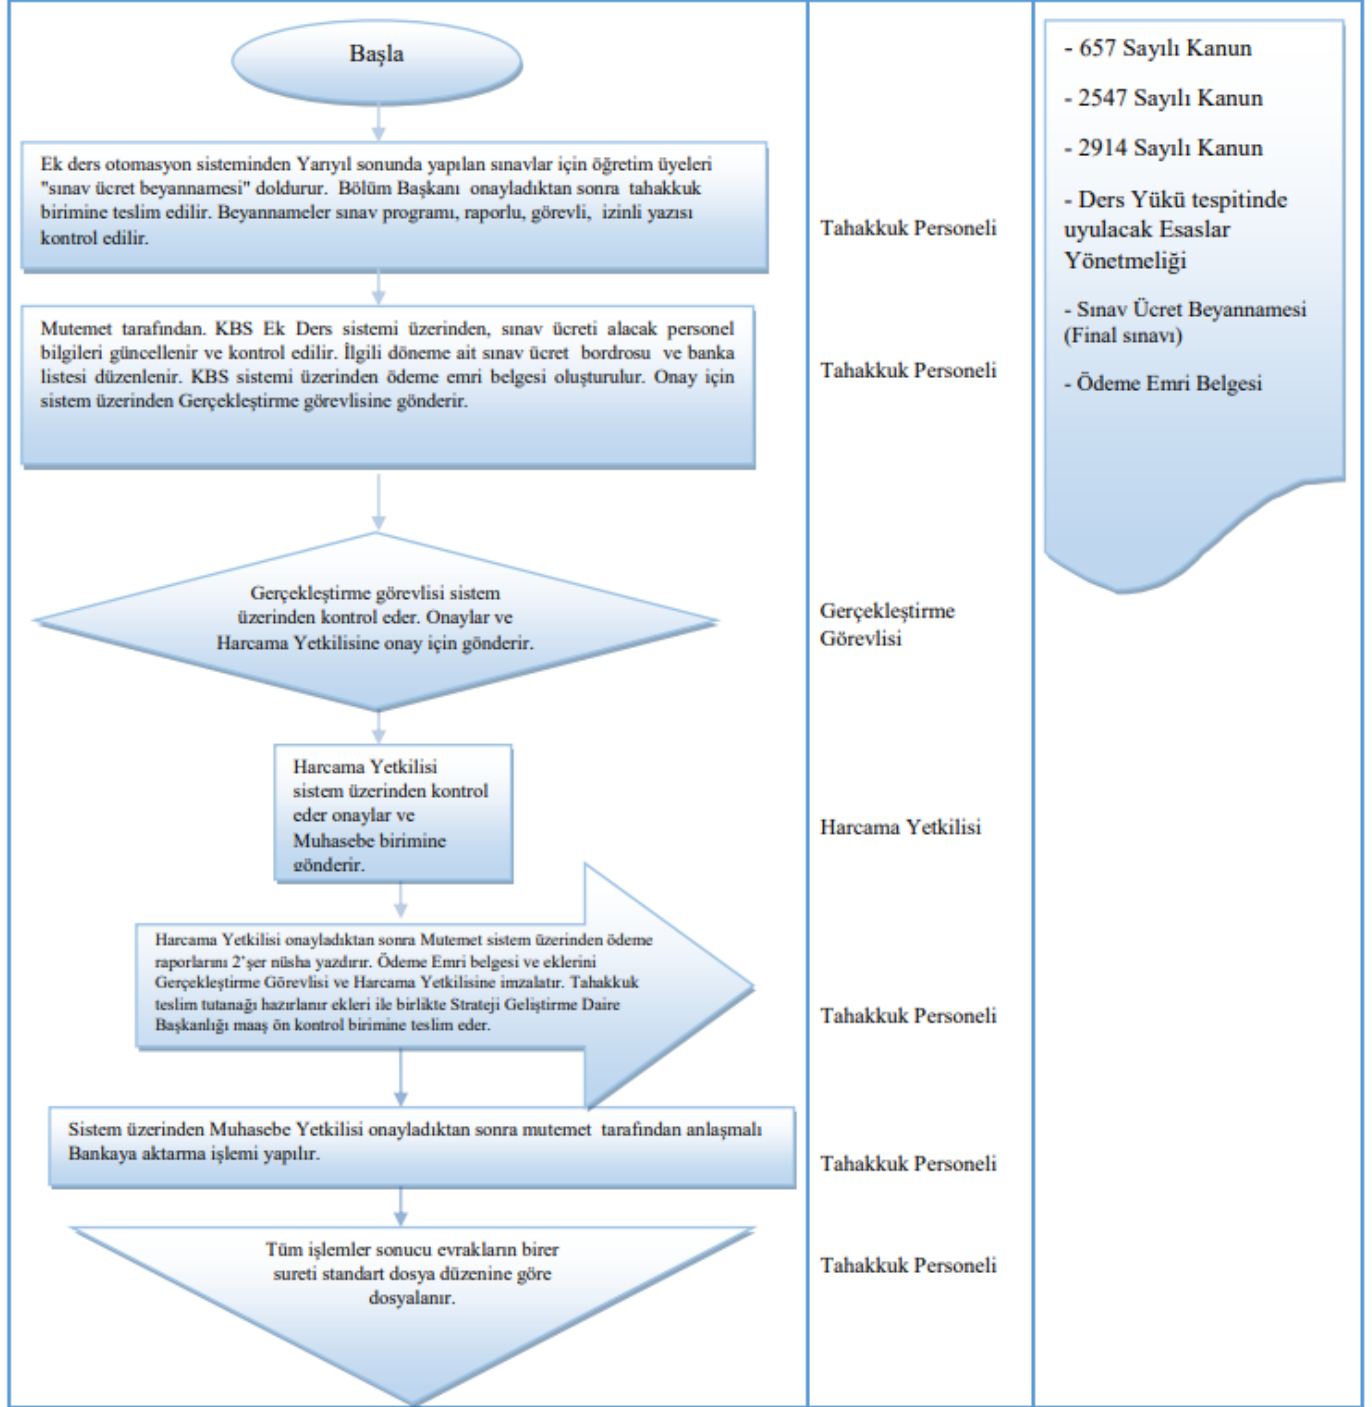 Başla
Ek ders otomasyon sisteminden Yarıyıl sonunda yapılan sınavlar için öğretim üyeleri
"sınav ücret beyannamesi" doldurur. Bölüm Başkanı onayladıktan sonra tahakkuk
birimine teslim edilir. Beyannameler sınav programı, raporlu, görevli, izinli yazısı
kontrol edilir.
Tahakkuk Personeli
Mutemet tarafından. KBS Ek Ders sistemi üzerinden, sınav ücreti alacak personel
bilgileri güncellenir ve kontrol edilir. İlgili döneme ait sınav ücret bordrosu ve banka
listesi düzenlenir. KBS sistemi üzerinden ödeme emri belgesi oluşturulur. Onay için
sistem üzerinden Gerçekleştirme görevlisine gönderir.
Tahakkuk Personeli
Gerçekleştirme görevlisi sistem
üzerinden kontrol eder. Onaylar ve
Harcama Yetkilisine onay için gönderir.
Gerçekleştirme
Görevlisi
Harcama Yetkilisi
sistem üzerinden kontrol
eder onaylar ve
Muhasebe birimine
gönderir.
Harcama Yetkilisi
Harcama Yetkilisi onayladıktan sonra Mutemet sistem üzerinden ödeme
raporlarını 2'şer nüsha yazdırır. Ödeme Emri belgesi ve eklerini
Gerçekleştirme Görevlisi ve Harcama Yetkilisine imzalatır. Tahakkuk
teslim tutanağı hazırlanır ekleri ile birlikte Strateji Geliştirme Daire
Başkanlığı maaş ön kontrol birimine teslim eder.
Tahakkuk Personeli
Sistem üzerinden Muhasebe Yetkilisi onayladıktan sonra mutemet tarafından anlaşmalı
Bankaya aktarma işlemi yapılır.
Tahakkuk Personeli
Tüm işlemler sonucu evrakların birer
sureti standart dosya düzenine göre
dosyalanır.
Tahakkuk Personeli
- 657 Sayılı Kanun
- 2547 Sayılı Kanun
- 2914 Sayılı Kanun
- Ders Yükü tespitinde
uyulacak Esaslar
Yönetmeliği
- Sınav Ücret Beyannamesi
(Final sınavı)
- Ödeme Emri Belgesi